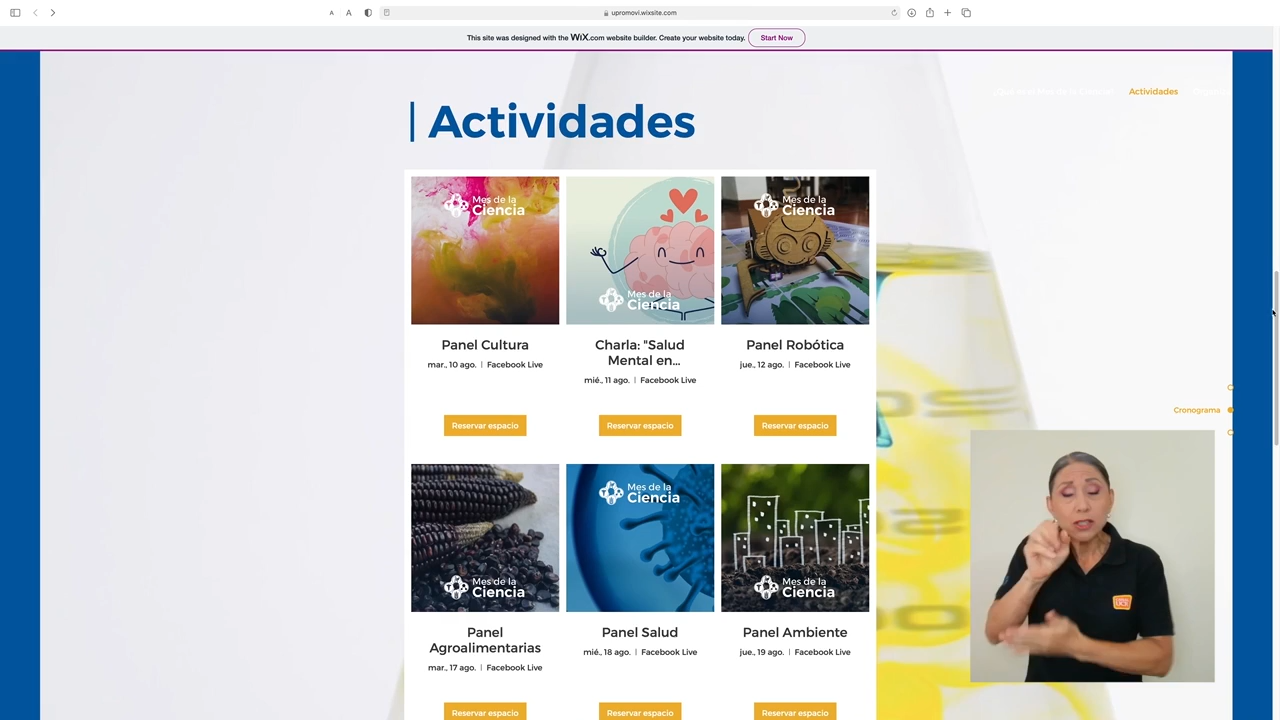 A A
upromovi.wixsite.com
This site was designed with the WiX.com website builder. Create your website today. Start Now
Actividades
Actividades
Mes de la
Ciencia
Mes de la
Ciencia
Mes de la
Ciencia
Panel Cultura
mar., 10 ago. | Facebook Live
Reservar espacio
Charla: "Salud
Mental en...
mié., 11 ago. | Facebook Live
Reservar espacio
Panel Robótica
jue., 12 ago. | Facebook Live
Reservar espacio
Cronograma
Mes de la
Ciencia
Mes de la
Ciencia
Mes de la
Ciencia
Panel
Agroalimentarias
mar., 17 ago. | Facebook Live
Reservar espacio
Panel Salud
mié., 18 ago. | Facebook Live
Reservar espacio
Panel Ambiente
jue., 19 ago. | Facebook Live
Reservar espacio